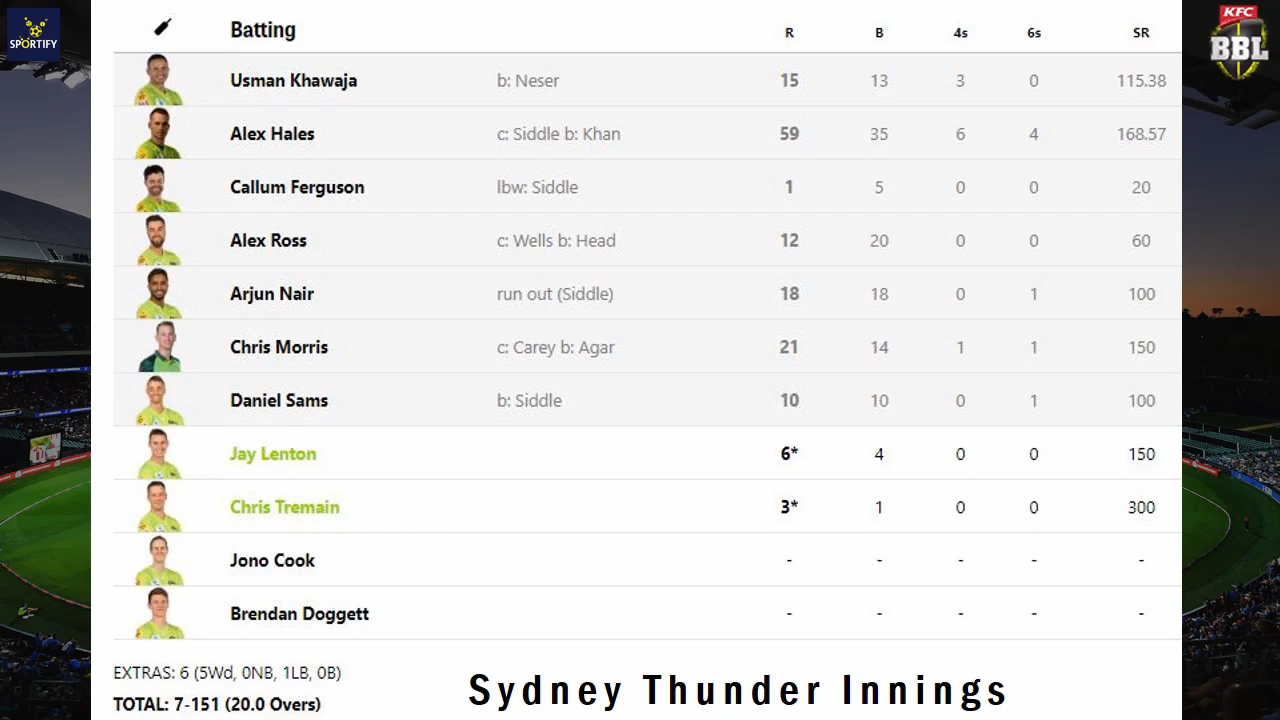 SPORTIFY
KFC
BBL
Batting R B 4s 6s SR
Usman Khawaja b: Neser 15 13 3 0 115.38
Alex Hales c: Siddle b: Khan 59 35 6 4 168.57
Callum Ferguson lbw: Siddle 1 5 0 0 20
Alex Ross c: Wells b: Head 12 20 0 0 60
Arjun Nair run out (Siddle) 18 18 0 1 100
Chris Morris c: Carey b: Agar 21 14 1 1 150
Daniel Sams b: Siddle 10 10 0 1 100
Jay Lenton 6* 4 0 0 150
Chris Tremain 3* 1 0 0 300
Jono Cook - - - - -
Brendan Doggett - - - - -
EXTRAS: 6 (5Wd, 0NB, 1LB, 0B)
TOTAL: 7-151 (20.0 Overs)
Sydney Thunder Innings